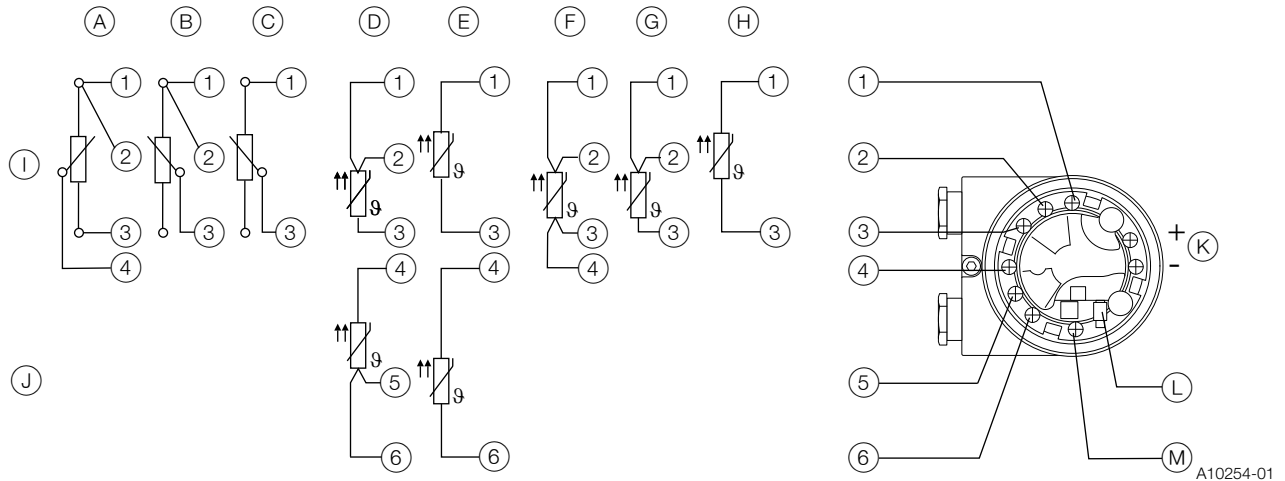 A B C D E F G H
1 1 1 1 1 1 1 1 1
2 2 2 2 2 2
I ↑↑ ϑ ↑↑ ϑ ↑↑ ϑ ↑↑ ϑ ↑↑ ϑ
3 3 3 3 3 3 3 3 3 + K
4 4 4 4 4 -
↑↑ ϑ ↑↑ ϑ
J 5 5 L
6 6 6 M
A10254-01